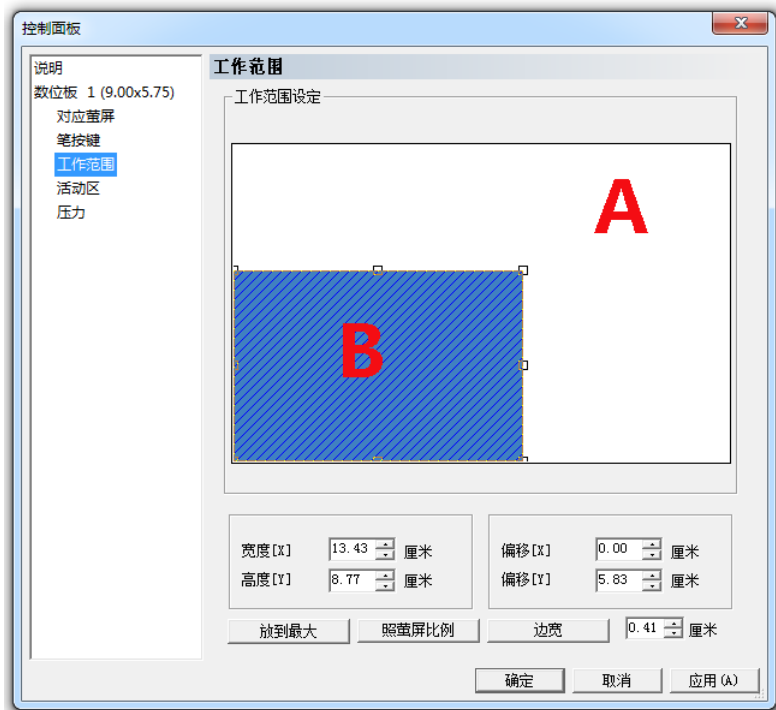 控制面板
说明
数位板 1 (9.00x5.75)
对应萤屏
笔按键
工作范围
活动区
压力
工作范围
工作范围设定
A
B
宽度[X] 13.43 厘米
高度[Y] 8.77 厘米
偏移[X] 0.00 厘米
偏移[Y] 5.83 厘米
放到最大 照萤屏比例 边宽 0.41 厘米
确定 取消 应用(A)